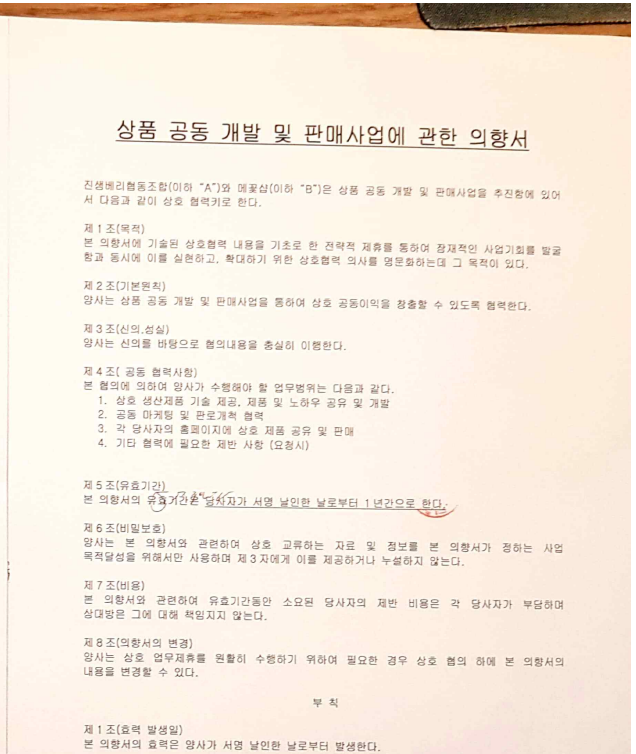 상품 공동 개발 및 판매사업에 관한 의향서
진생베리협동조합(이하 "A")와 메꽃샵(이하 "B")은 상품 공동 개발 및 판매사업을 추진함에 있어
서 다음과 같이 상호 협력키로 한다.
제1조(목적)
본 의향서에 기술된 상호협력 내용을 기초로 한 전략적 제휴를 통하여 잠재적인 사업기회를 발굴
함과 동시에 이를 실현하고, 확대하기 위한 상호협력 의사를 명문화하는데 그 목적이 있다.
제2조(기본원칙)
양사는 상품 공동 개발 및 판매사업을 통하여 상호 공동이익을 창출할 수 있도록 협력한다.
제3조(신의.성실)
양사는 신의를 바탕으로 협의내용을 충실히 이행한다.
제4조( 공동 협력사항)
본 협의에 의하여 양사가 수행해야 할 업무범위는 다음과 같다.
1. 상호 생산제품 기술 제공, 제품 및 노하우 공유 및 개발
2. 공동 마케팅 및 판로개척 협력
3. 각 당사자의 홈페이지에 상호 제품 공유 및 판매
4. 기타 협력에 필요한 제반 사항 (요청시)
제5조(유효기간)
본 의향서의 유효기간은 당사자가 서명 날인한 날로부터 1년간으로 한다.
제6조(비밀보호)
양사는 본 의향서와 관련하여 상호 교류하는 자료 및 정보를 본 의향서가 정하는 사업
목적달성을 위해서만 사용하며 제3자에게 이를 제공하거나 누설하지 않는다.
제7조(비용)
본 의향서와 관련하여 유효기간동안 소요된 당사자의 제반 비용은 각 당사자가 부담하며
상대방은 그에 대해 책임지지 않는다.
제8조(의향서의 변경)
양사는 상호 업무제휴를 원활히 수행하기 위하여 필요한 경우 상호 협의 하에 본 의향서의
내용을 변경할 수 있다.
부 칙
제1조(효력 발생일)
본 의향서의 효력은 양사가 서명 날인한 날로부터 발생한다.